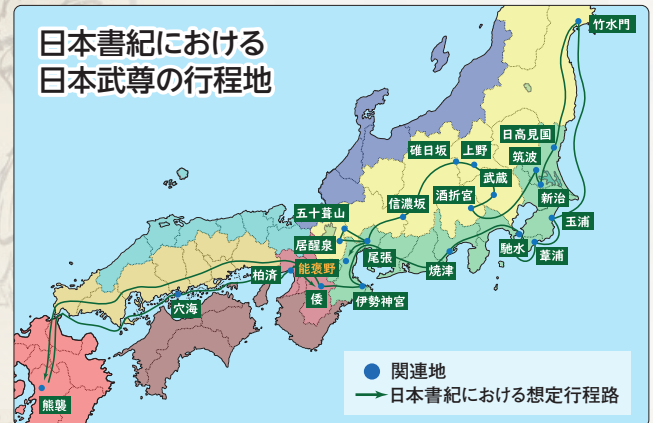 日本書紀における
日本武尊の行程地
竹水門
日高見国
碓日坂
上野
筑波
武蔵
酒折宮
信濃坂
新治
五十葺山
玉浦
居醒泉
尾張
馳水
葦浦
能褒野
焼津
柏済
倭
伊勢神宮
穴海
熊襲
関連地
日本書紀における想定行程路